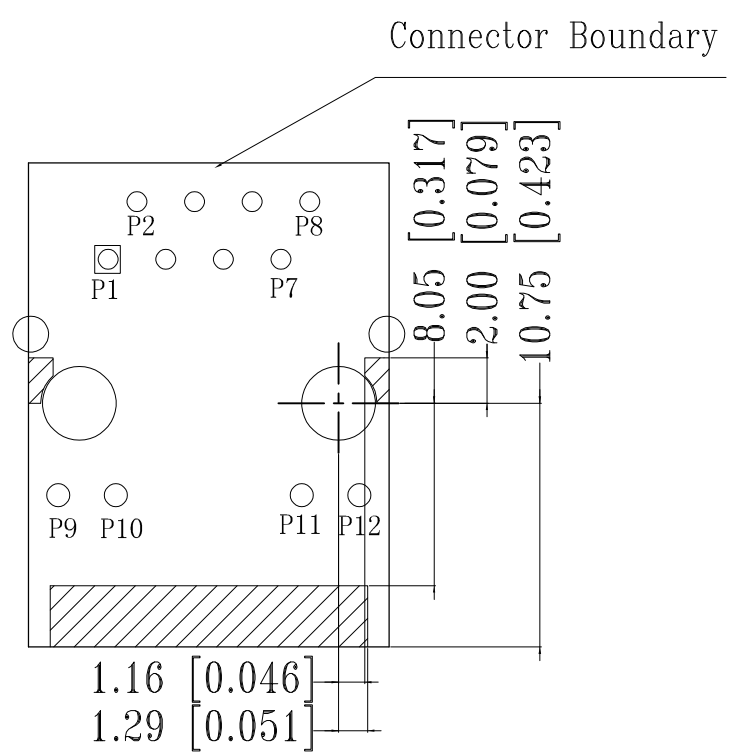 Connector Boundary
8.05 [0.317]
2.00 [0.079]
10.75 [0.423]
P2 P8
P1 P7
P9 P10 P11 P12
1.16 [0.046]
1.29 [0.051]